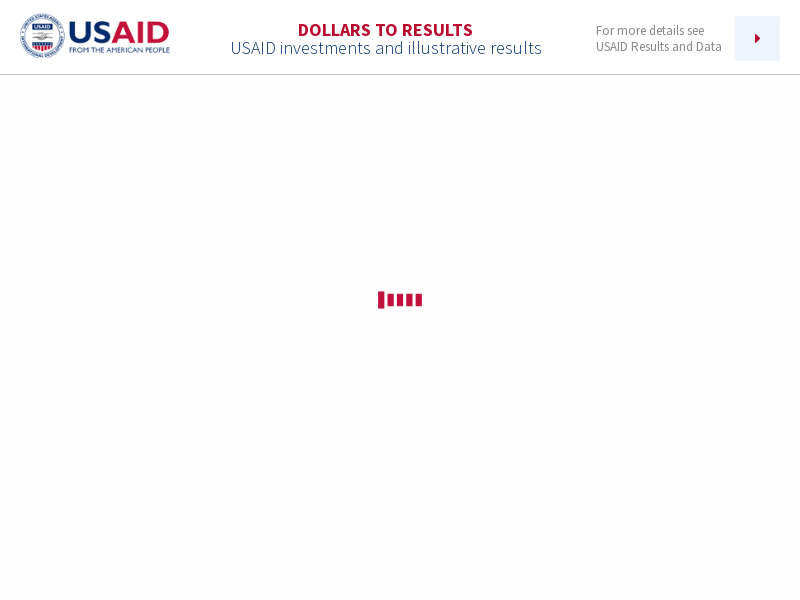 USAID
FROM THE AMERICAN PEOPLE
DOLLARS TO RESULTS
USAID investments and illustrative results
For more details see
USAID Results and Data